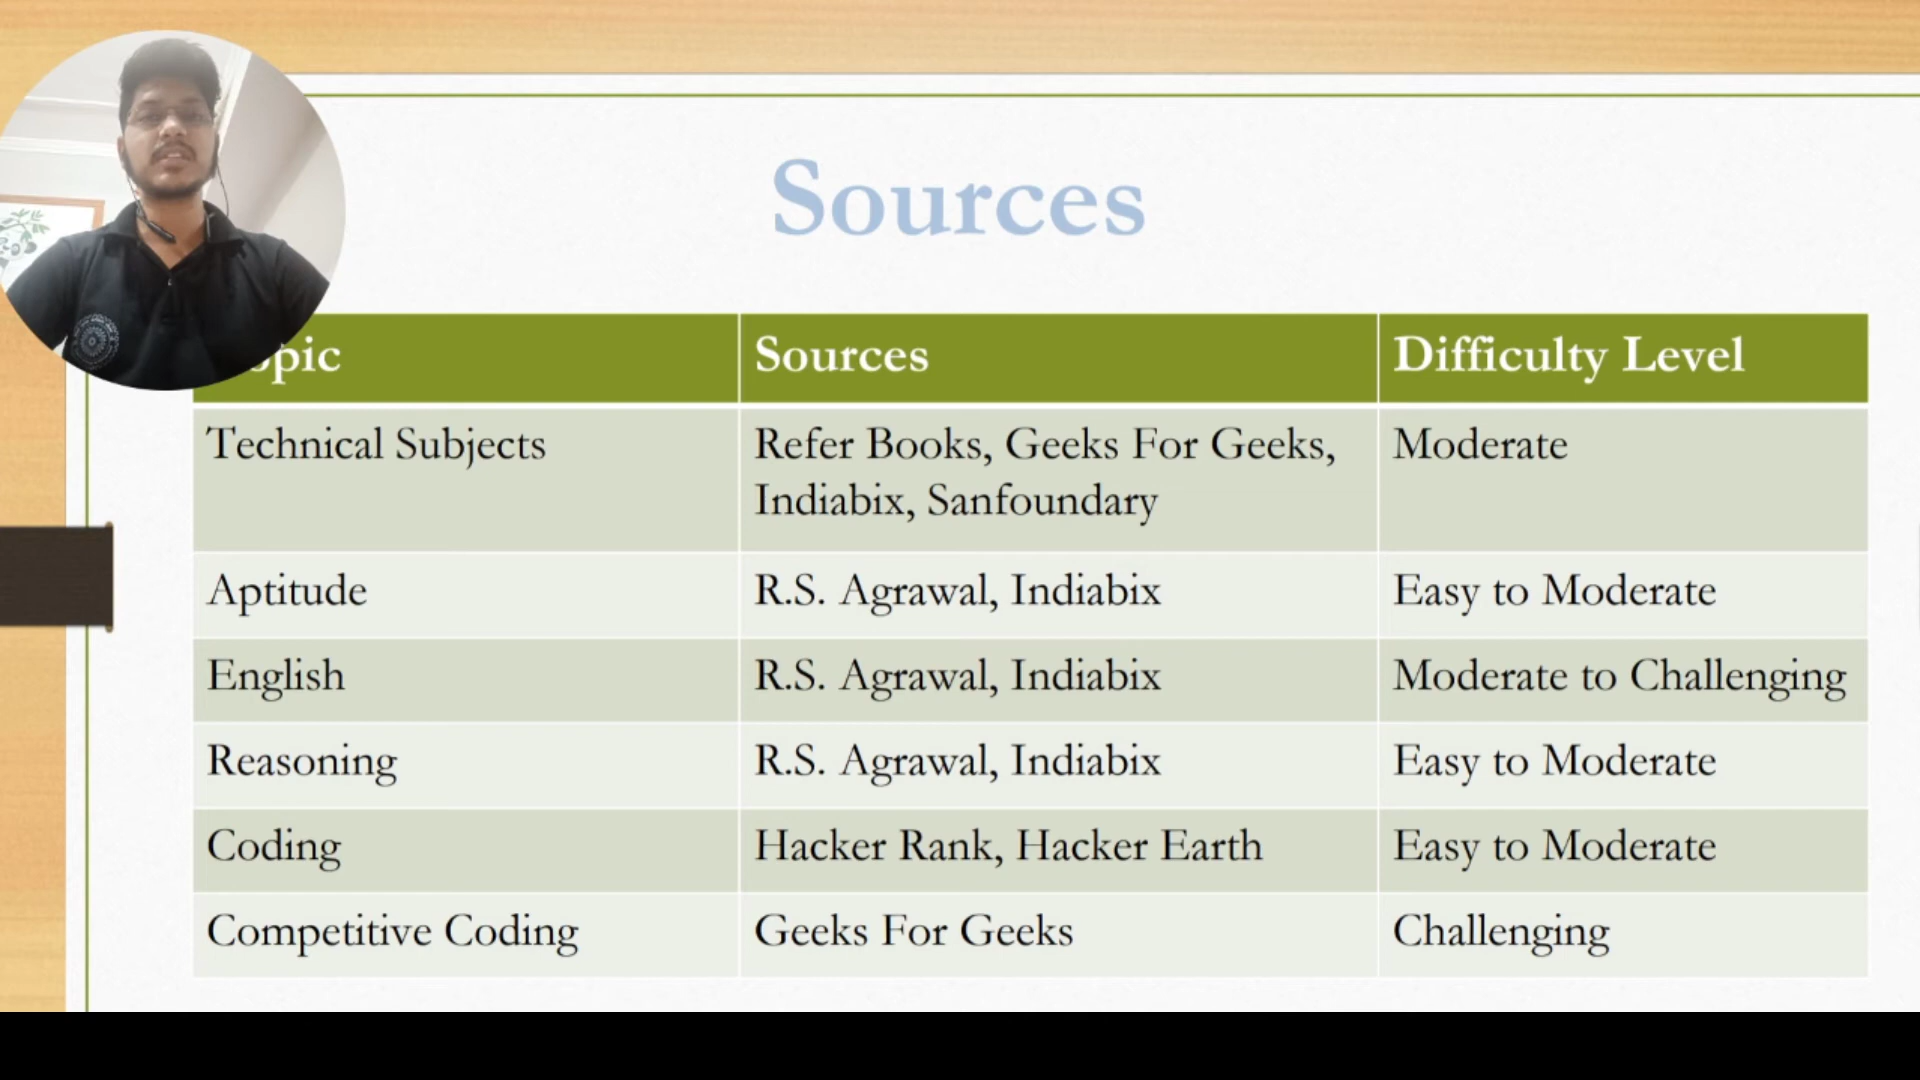 Sources
Sources
Difficulty Level
Technical Subjects
Refer Books, Geeks For Geeks,
Indiabix, Sanfoundary
Moderate
Aptitude
R.S. Agrawal, Indiabix
Easy to Moderate
English
R.S. Agrawal, Indiabix
Moderate to Challenging
Reasoning
R.S. Agrawal, Indiabix
Easy to Moderate
Coding
Hacker Rank, Hacker Earth
Easy to Moderate
Competitive Coding
Geeks For Geeks
Challenging